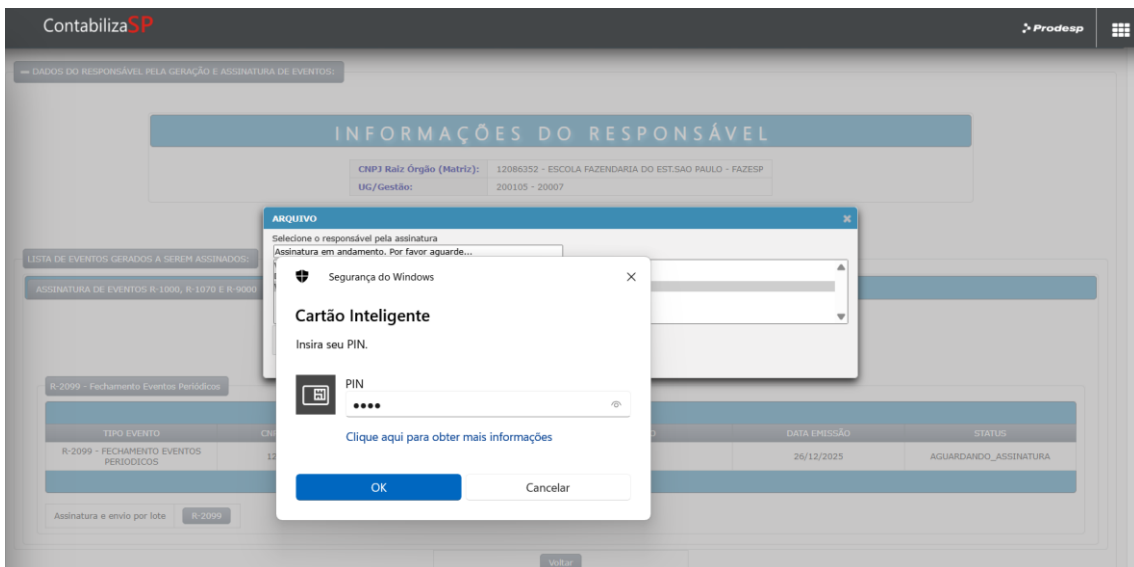 ContabilizaSP
Prodesp
DADOS DO RESPONSÁVEL PELA GERAÇÃO E ASSINATURA DE EVENTOS:
INFORMAÇÕES DO RESPONSÁVEL
CNPJ Raiz Órgão (Matriz): 12086352 - ESCOLA FAZENDARIA DO EST.SAO PAULO - FAZESP
UG/Gestão: 200105 - 20007
ARQUIVO
Selecione o responsável pela assinatura
Assinatura em andamento. Por favor aguarde...
LISTA DE EVENTOS GERADOS A SEREM ASSINADOS:
ASSINATURA DE EVENTOS R-1000, R-1070 E R-9000
Segurança do Windows
Cartão Inteligente
Insira seu PIN.
PIN
••••
Clique aqui para obter mais informações
OK Cancelar
R-2099 - Fechamento Eventos Periódicos
TIPO EVENTO DATA EMISSÃO STATUS
R-2099 - FECHAMENTO EVENTOS
PERIODICOS
26/12/2025 AGUARDANDO_ASSINATURA
Assinatura e envio por lote R-2099
Voltar